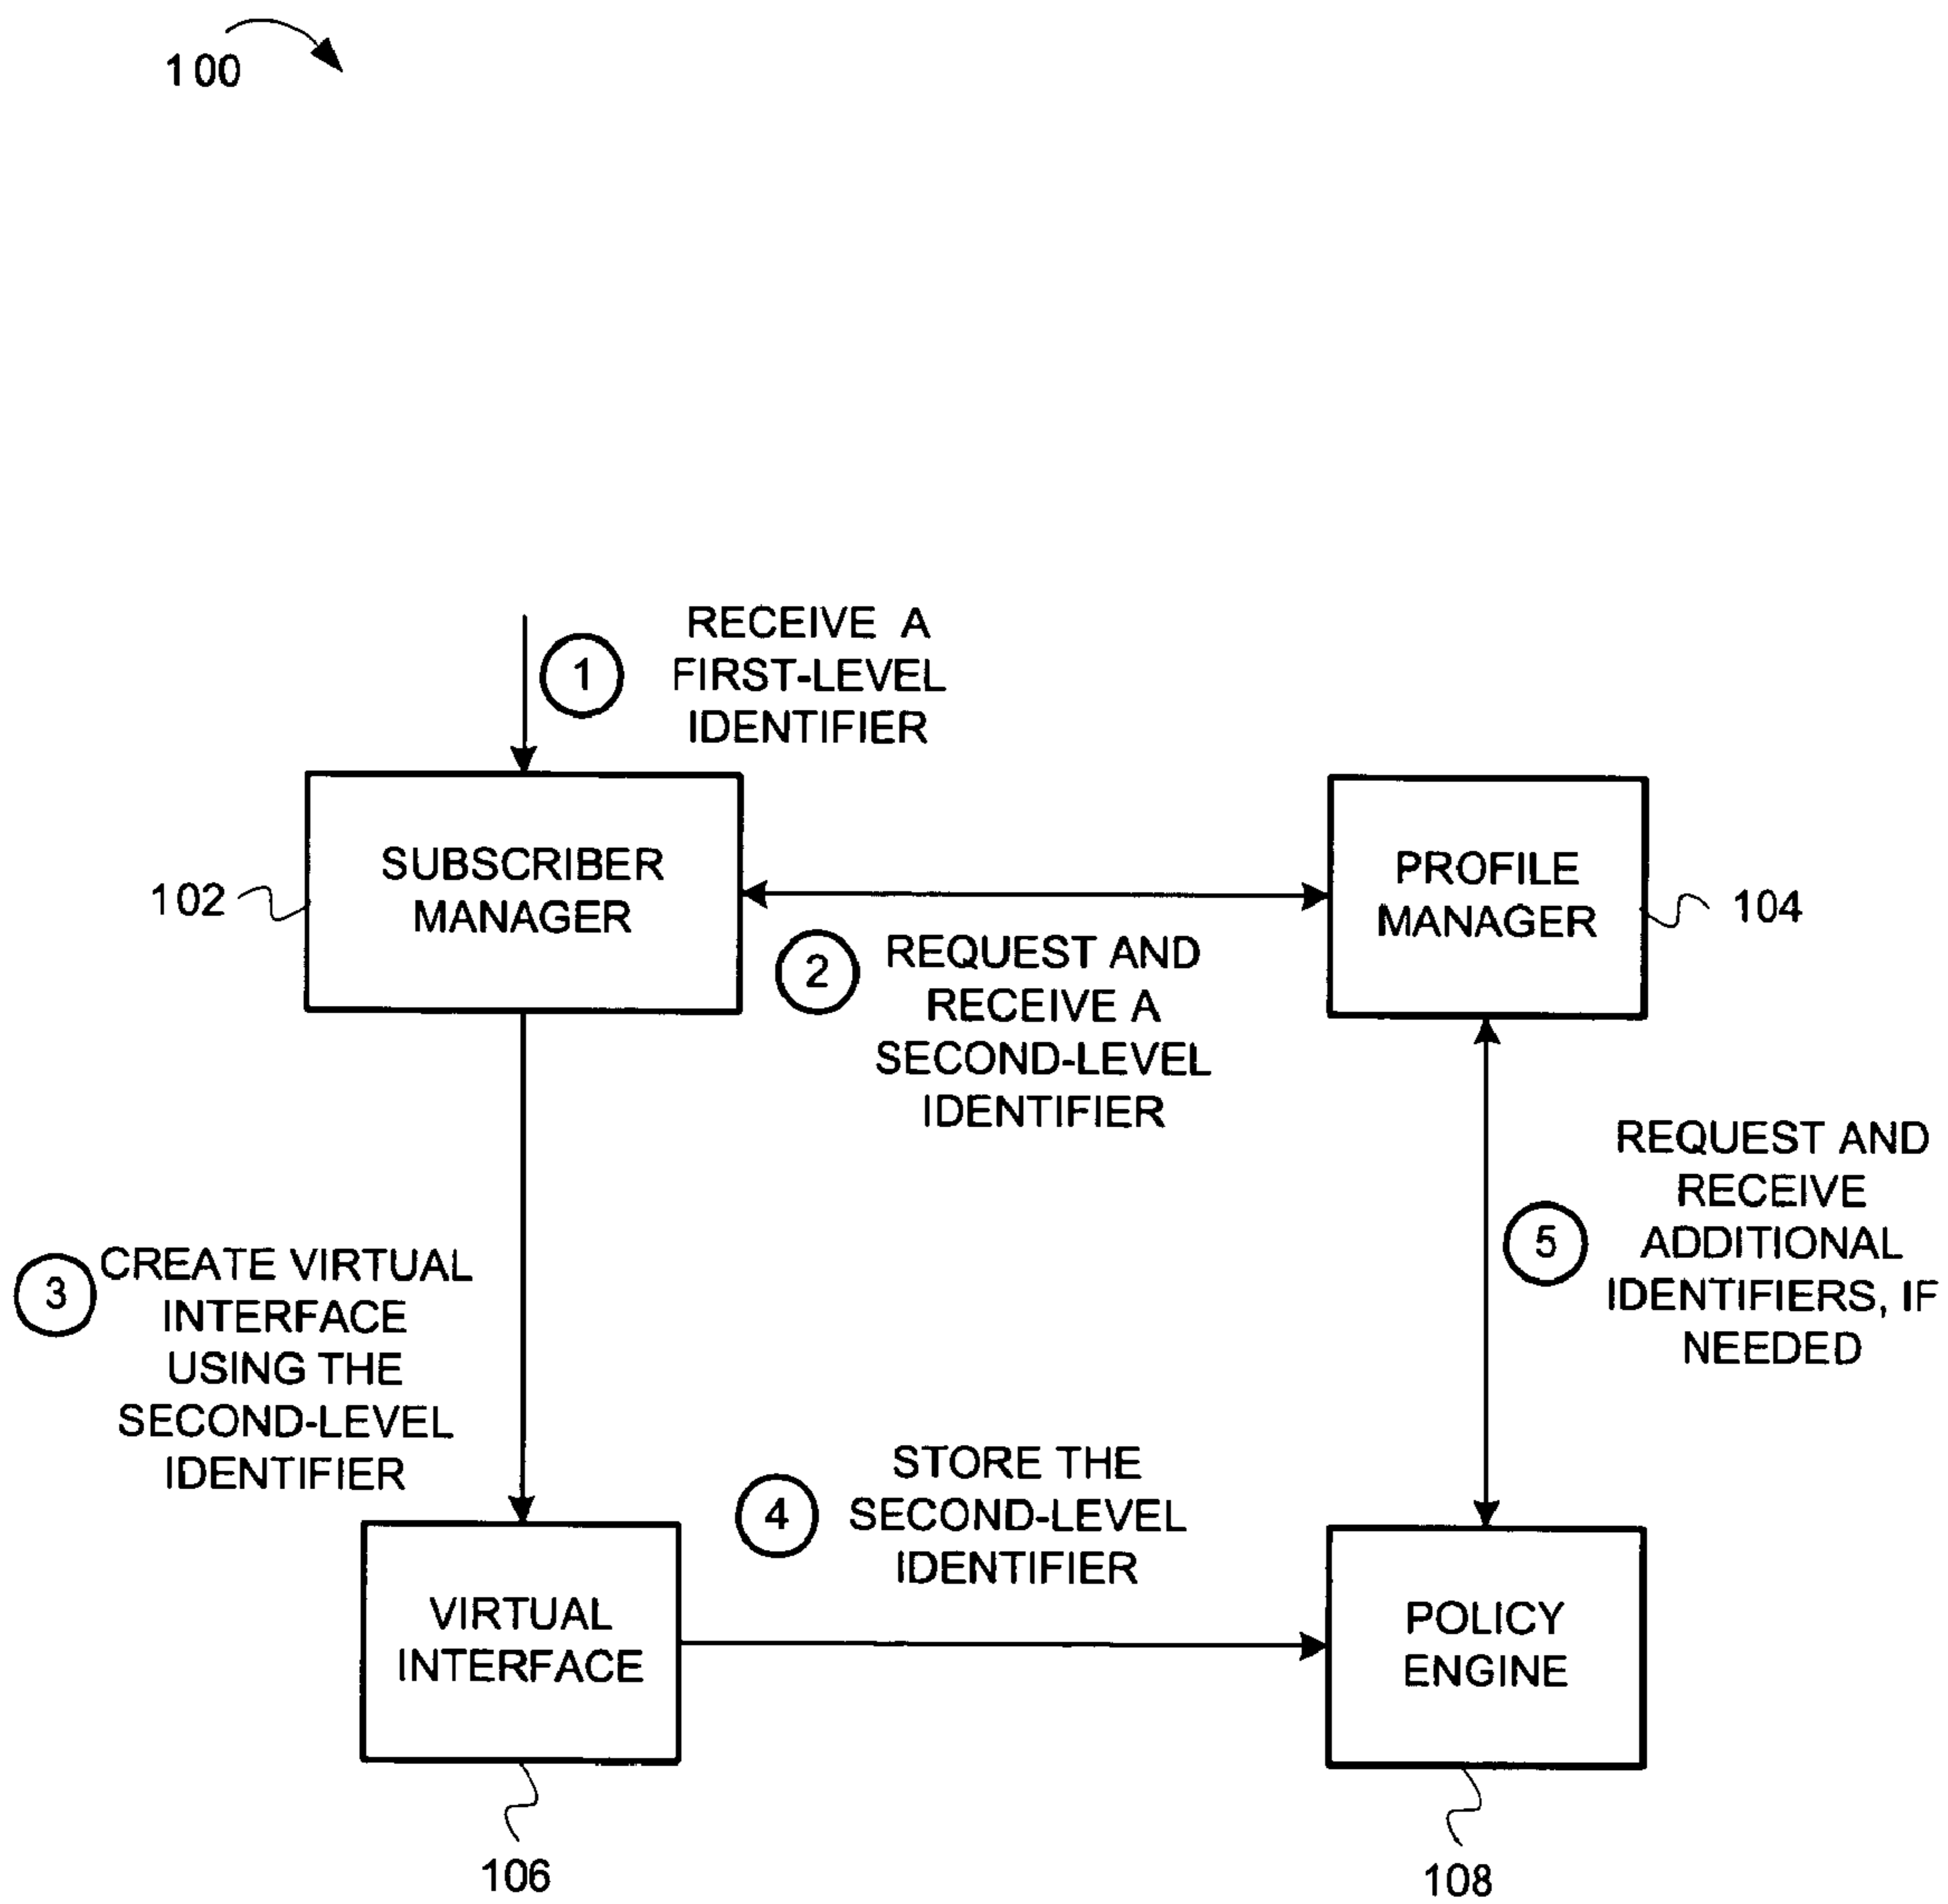 100
1
RECEIVE A
FIRST-LEVEL
IDENTIFIER
SUBSCRIBER
MANAGER
102
PROFILE
MANAGER
104
2
REQUEST AND
RECEIVE A
SECOND-LEVEL
IDENTIFIER
3
CREATE VIRTUAL
INTERFACE
USING THE
SECOND-LEVEL
IDENTIFIER
5
REQUEST AND
RECEIVE
ADDITIONAL
IDENTIFIERS, IF
NEEDED
4
STORE THE
SECOND-LEVEL
IDENTIFIER
VIRTUAL
INTERFACE
106
POLICY
ENGINE
108